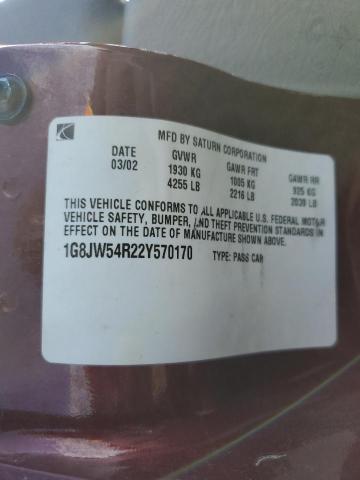 MFD BY SATURN CORPORATION
DATE GVWR GAWR FRT GAWR RR
03/02 1930 KG 1005 KG 925 KG
4255 LB 2216 LB 2039 LB
THIS VEHICLE CONFORMS TO ALL APPLICABLE U.S. FEDERAL MOTOR
VEHICLE SAFETY, BUMPER, AND THEFT PREVENTION STANDARDS IN
EFFECT ON THE DATE OF MANUFACTURE SHOWN ABOVE.
1G8JW54R22Y570170 TYPE: PASS CAR